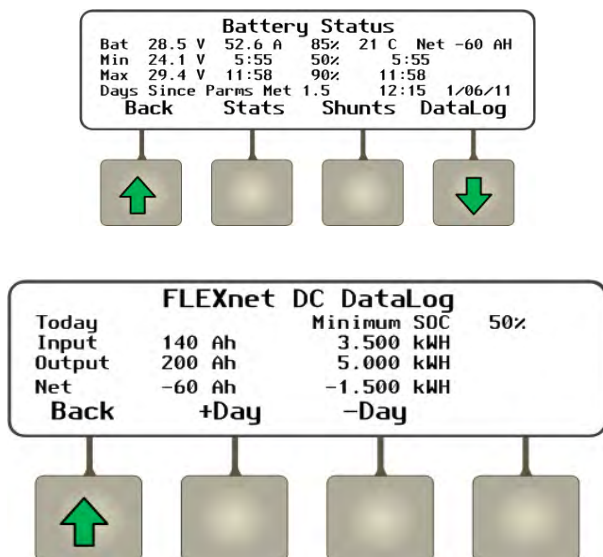 Battery Status
Bat 28.5 V 52.6 A 85% 21 C Net -60 AH
Min 24.1 V 5:55 50% 5:55
Max 29.4 V 11:58 90% 11:58
Days Since Parms Met 1.5 12:15 1/06/11
Back Stats Shunts DataLog
FLEXnet DC DataLog
Today Minimum SOC 50%
Input 140 Ah 3.500 kWH
Output 200 Ah 5.000 kWH
Net -60 Ah -1.500 kWH
Back +Day -Day